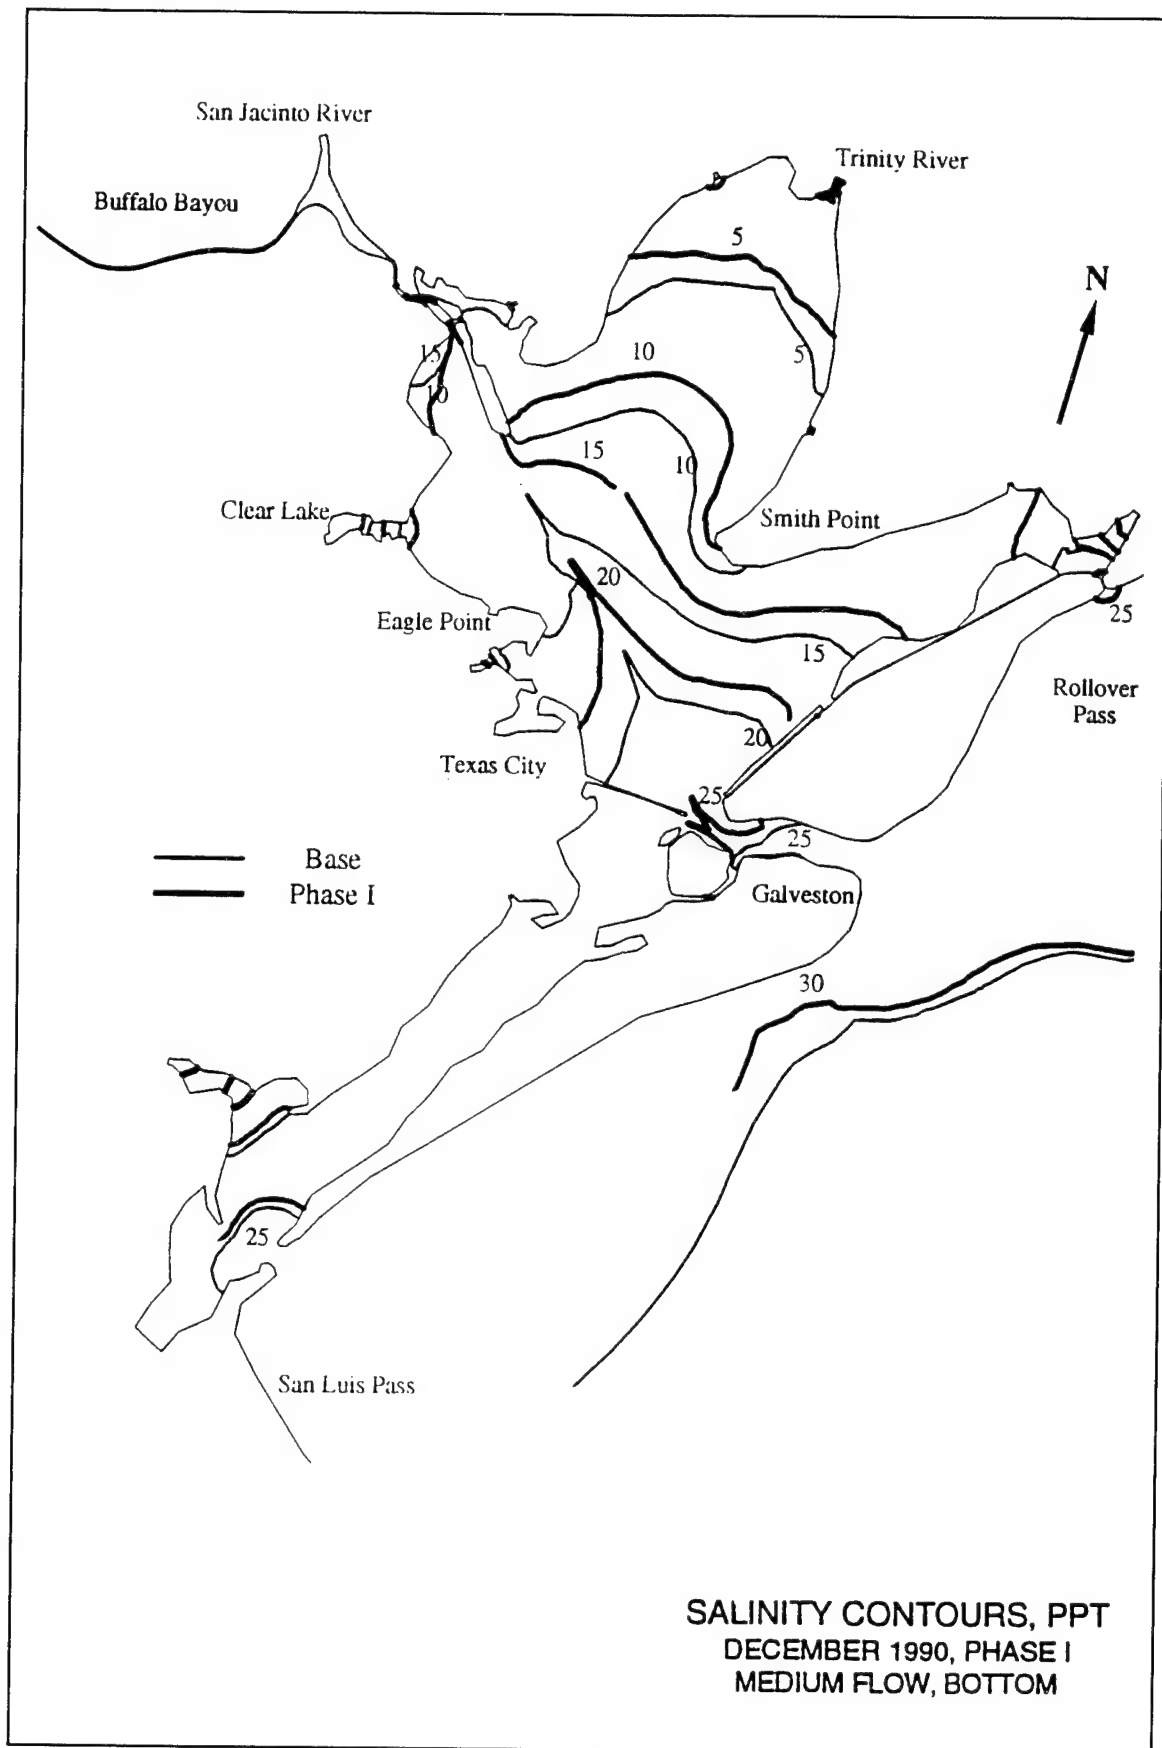 San Jacinto River
Trinity River
Buffalo Bayou
5
N
15
10
5
10
15
10
Clear Lake
Smith Point
20
Eagle Point
25
15
Rollover
Pass
20
Texas City
25
25
Base
Phase I
Galveston
30
25
San Luis Pass
SALINITY CONTOURS, PPT
DECEMBER 1990, PHASE I
MEDIUM FLOW, BOTTOM